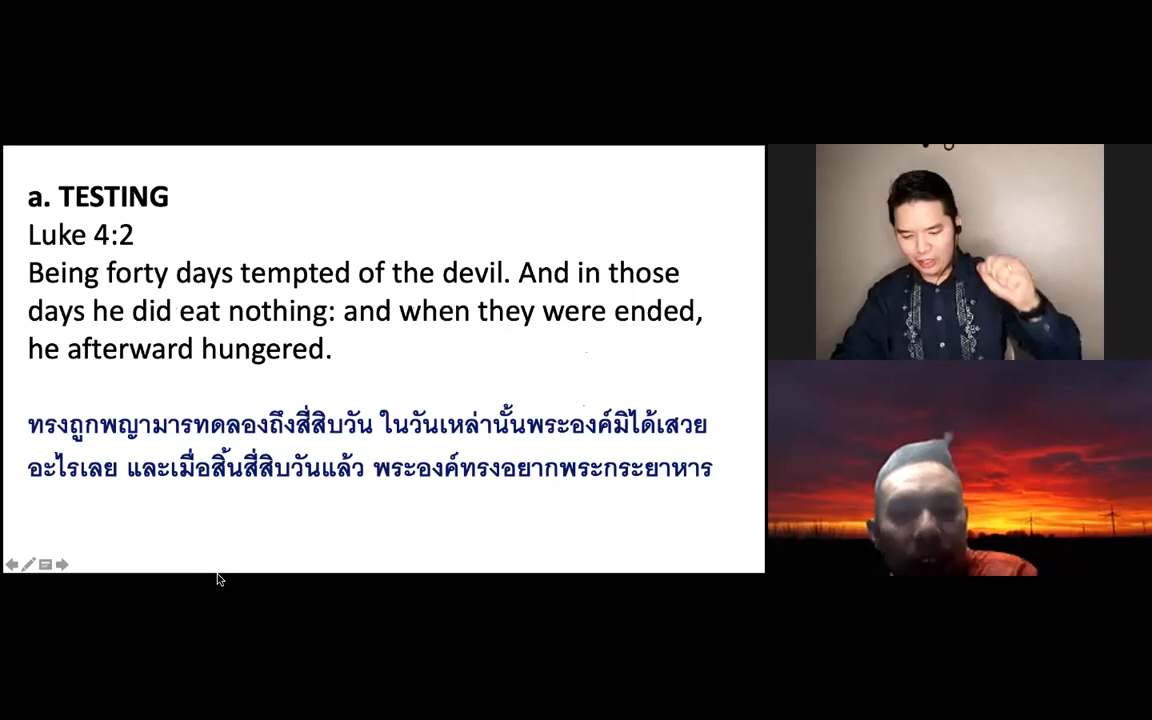 a. TESTING
Luke 4:2
Being forty days tempted of the devil. And in those
days he did eat nothing: and when they were ended,
he afterward hungered.
ทรงถูกพญามารทดลองถึงสี่สิบวัน ในวันเหล่านั้นพระองค์มิได้เสวย
อะไรเลย และเมื่อสิ้นสี่สิบวันแล้ว พระองค์ทรงอยากพระกระยาหาร